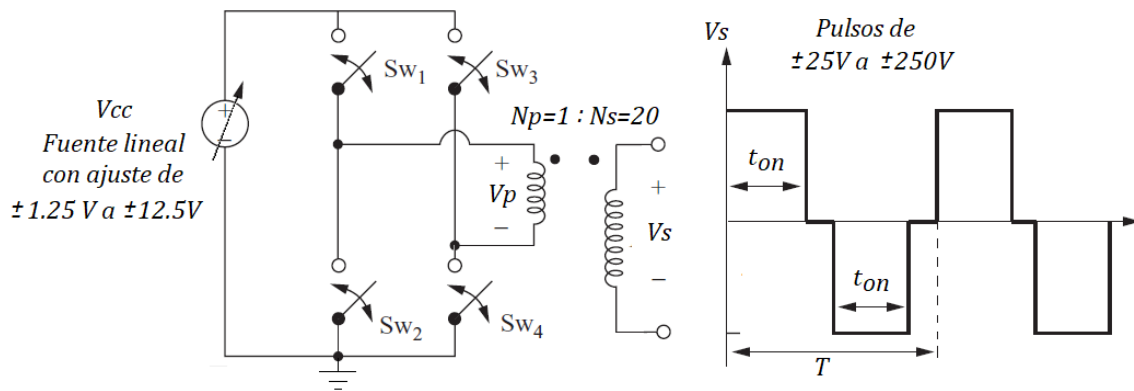 Vcc
Fuente lineal
con ajuste de
±1.25 V a ±12.5V
+
−
Sw1
Sw3
Sw2
Sw4
Np=1 : Ns=20
+
Vp
−
+
Vs
−
Vs
Pulsos de
±25V a ±250V
ton
ton
T